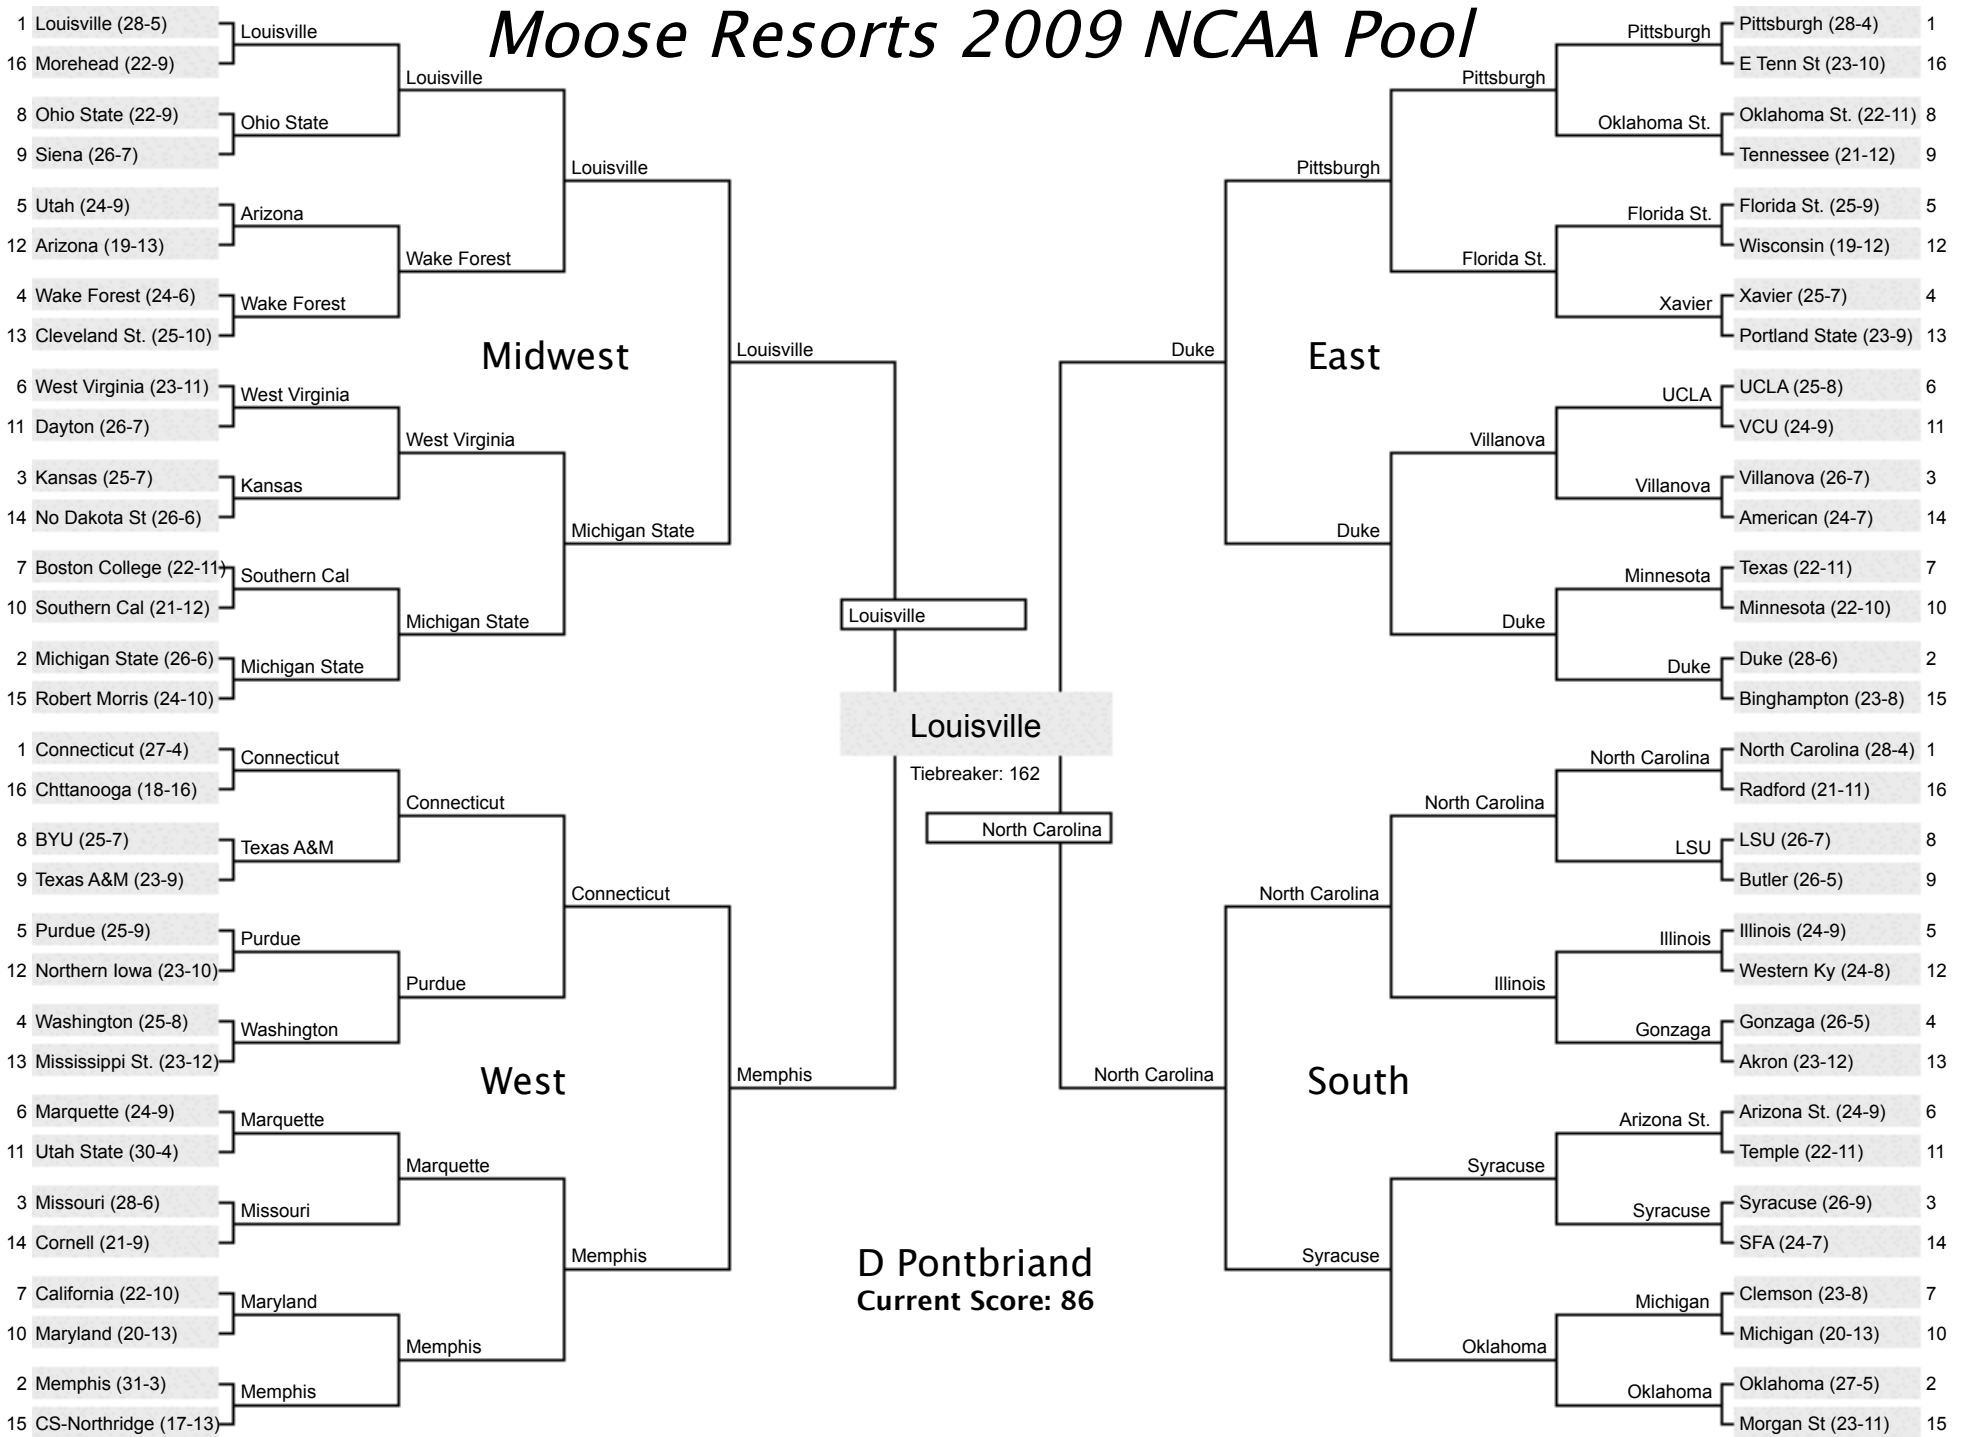 Moose Resorts 2009 NCAA Pool
1 Louisville (28-5)
16 Morehead (22-9)
8 Ohio State (22-9)
9 Siena (26-7)
5 Utah (24-9)
12 Arizona (19-13)
4 Wake Forest (24-6)
13 Cleveland St. (25-10)
6 West Virginia (23-11)
11 Dayton (26-7)
3 Kansas (25-7)
14 No Dakota St (26-6)
7 Boston College (22-11)
10 Southern Cal (21-12)
2 Michigan State (26-6)
15 Robert Morris (24-10)
Louisville
Ohio State
Arizona
Wake Forest
West Virginia
Kansas
Southern Cal
Michigan State
Louisville
Wake Forest
West Virginia
Michigan State
Louisville
Michigan State
Louisville
Midwest
1 Connecticut (27-4)
16 Chttanooga (18-16)
8 BYU (25-7)
9 Texas A&M (23-9)
5 Purdue (25-9)
12 Northern Iowa (23-10)
4 Washington (25-8)
13 Mississippi St. (23-12)
6 Marquette (24-9)
11 Utah State (30-4)
3 Missouri (28-6)
14 Cornell (21-9)
7 California (22-10)
10 Maryland (20-13)
2 Memphis (31-3)
15 CS-Northridge (17-13)
Connecticut
Texas A&M
Purdue
Washington
Marquette
Missouri
Maryland
Memphis
Connecticut
Purdue
Marquette
Memphis
Connecticut
Memphis
Memphis
West
Louisville
Louisville
Tiebreaker: 162
North Carolina
D Pontbriand
Current Score: 86
Pittsburgh (28-4) 1
E Tenn St (23-10) 16
Oklahoma St. (22-11) 8
Tennessee (21-12) 9
Florida St. (25-9) 5
Wisconsin (19-12) 12
Xavier (25-7) 4
Portland State (23-9) 13
UCLA (25-8) 6
VCU (24-9) 11
Villanova (26-7) 3
American (24-7) 14
Texas (22-11) 7
Minnesota (22-10) 10
Duke (28-6) 2
Binghampton (23-8) 15
Pittsburgh
Oklahoma St.
Florida St.
Xavier
UCLA
Villanova
Minnesota
Duke
Pittsburgh
Florida St.
Villanova
Duke
Pittsburgh
Duke
Duke
East
North Carolina (28-4) 1
Radford (21-11) 16
LSU (26-7) 8
Butler (26-5) 9
Illinois (24-9) 5
Western Ky (24-8) 12
Gonzaga (26-5) 4
Akron (23-12) 13
Arizona St. (24-9) 6
Temple (22-11) 11
Syracuse (26-9) 3
SFA (24-7) 14
Clemson (23-8) 7
Michigan (20-13) 10
Oklahoma (27-5) 2
Morgan St (23-11) 15
North Carolina
LSU
Illinois
Gonzaga
Arizona St.
Syracuse
Michigan
Oklahoma
North Carolina
Illinois
Syracuse
Oklahoma
North Carolina
Syracuse
North Carolina
South